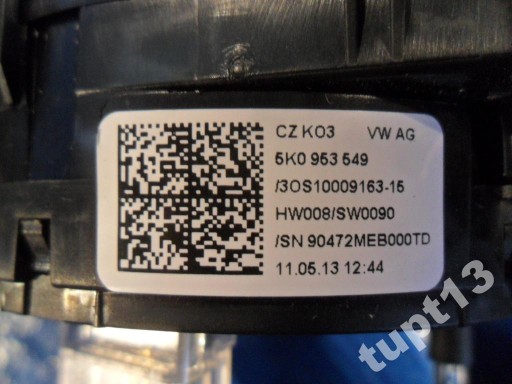 CZ KO3 VW AG
5K0 953 549
/3OS10009163-15
HW008/SW0090
/SN 90472MEB000TD
11.05.13 12:44
tupt13